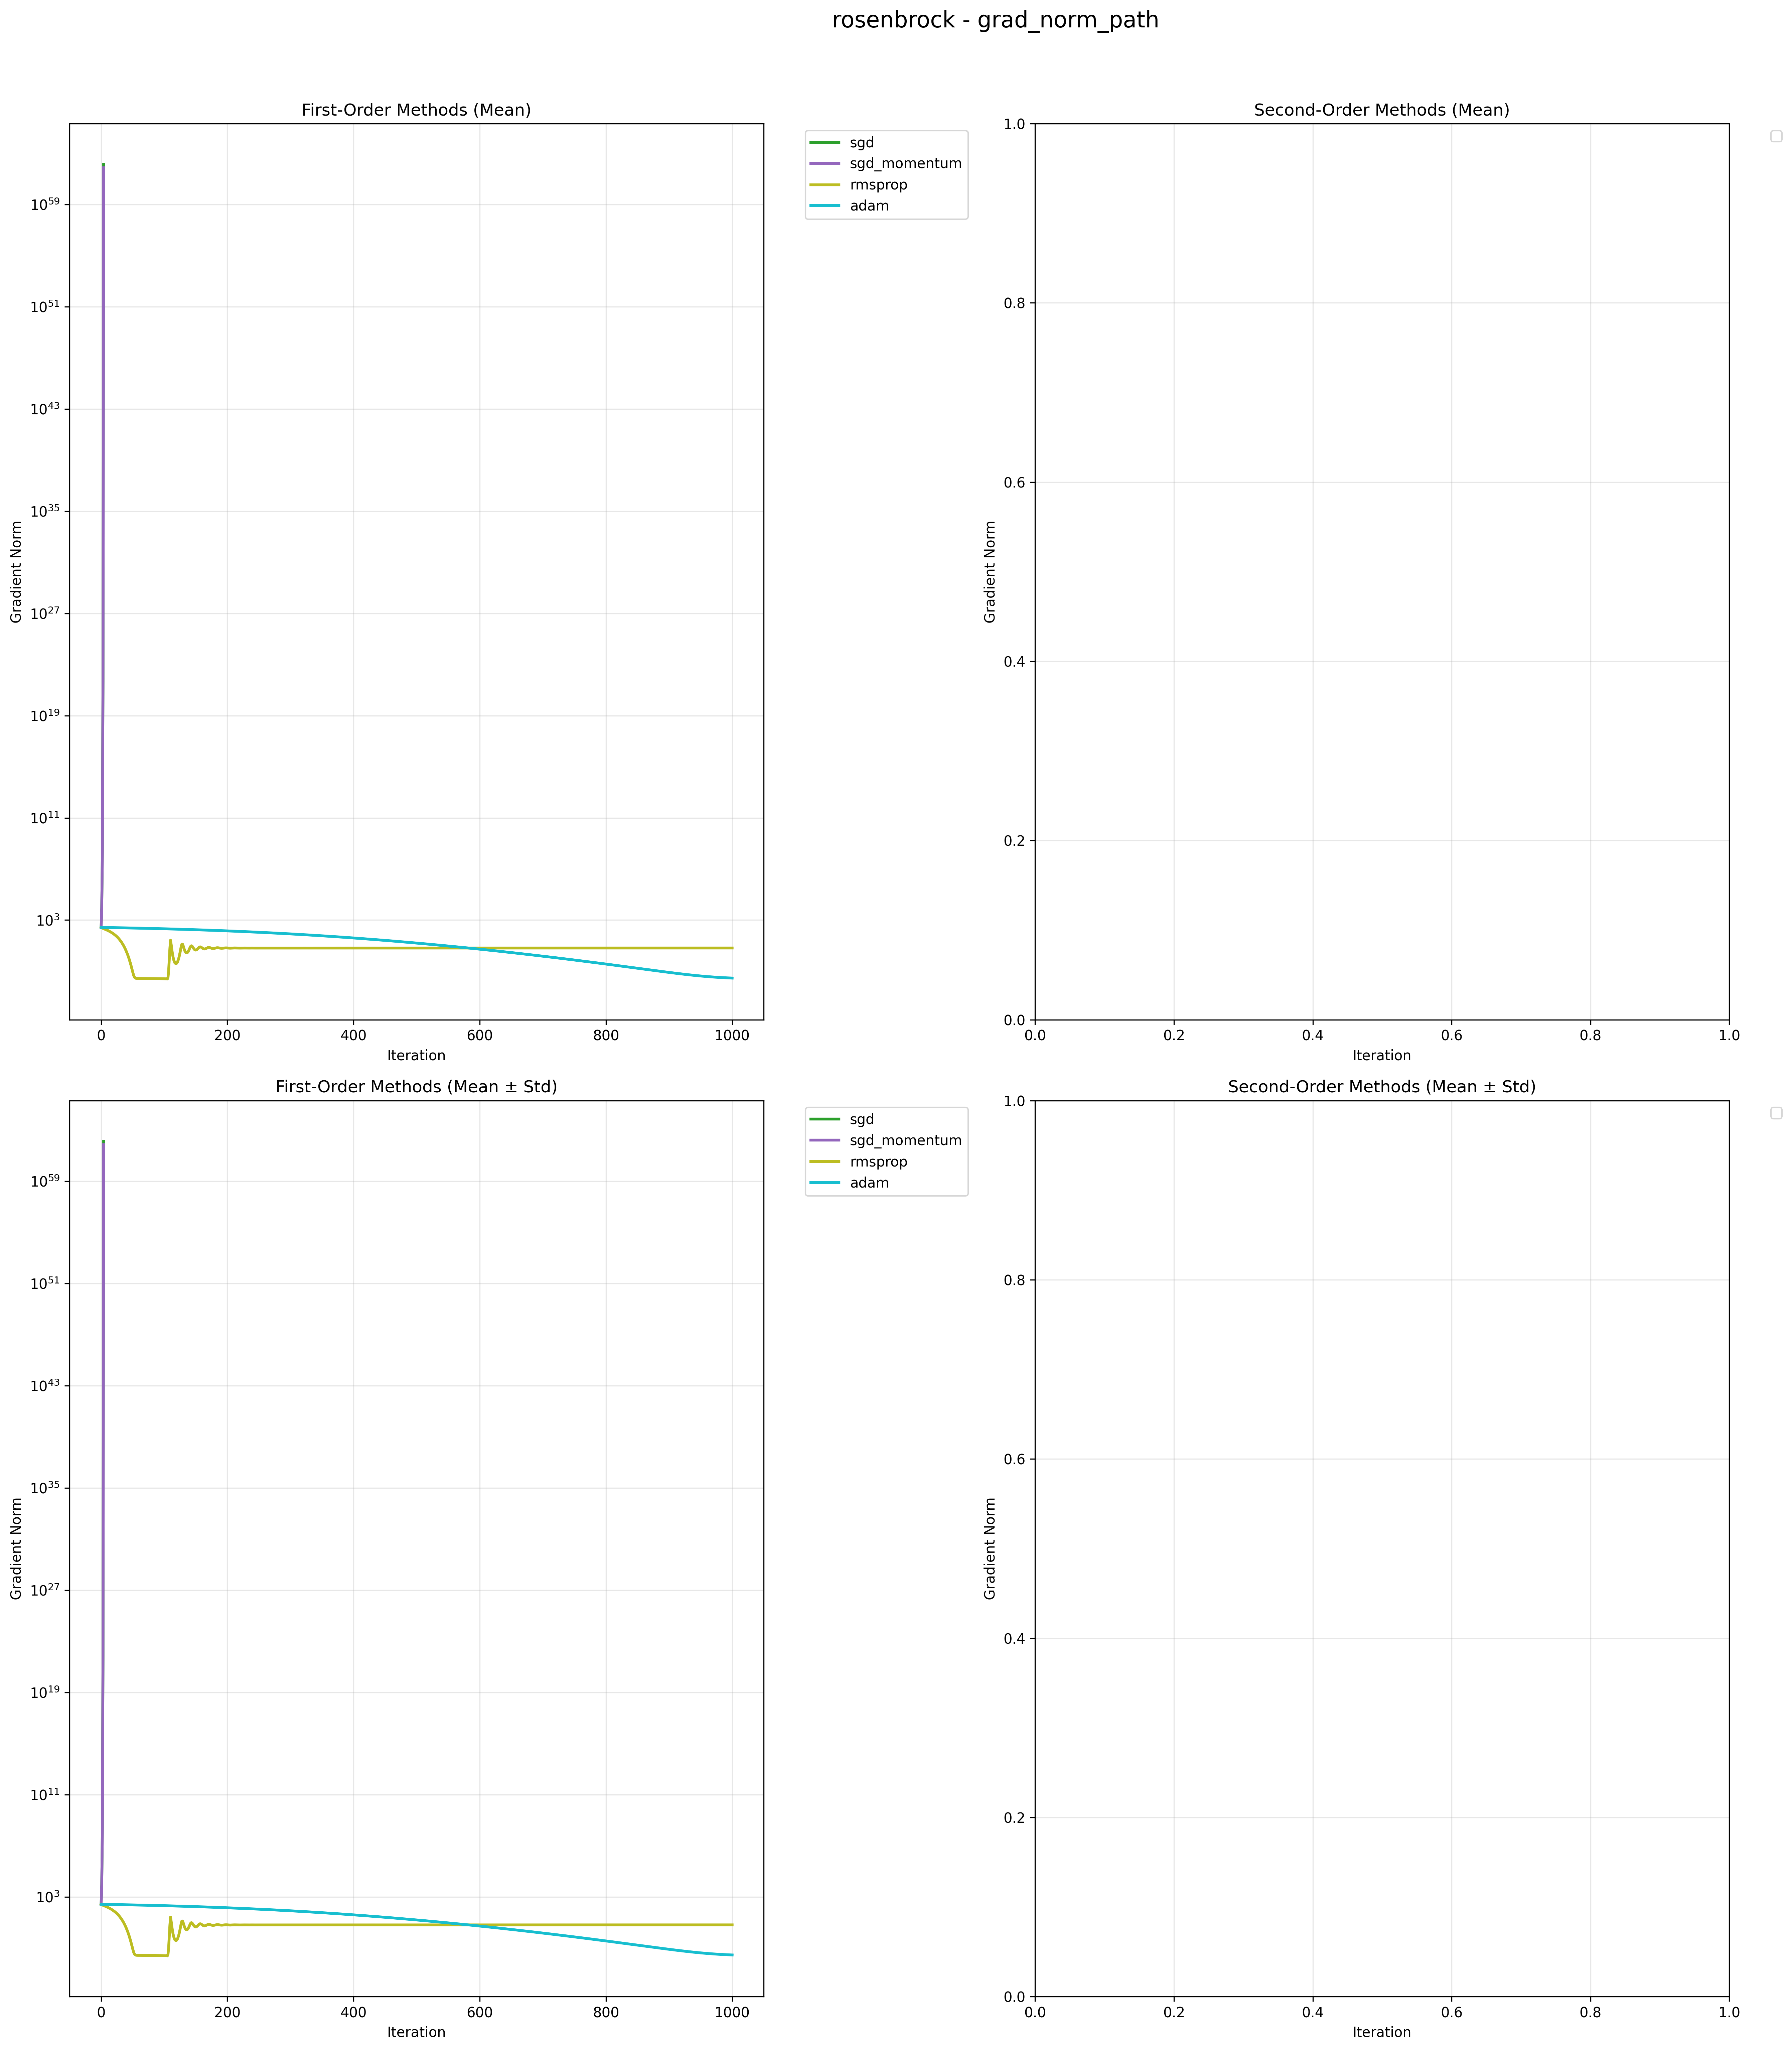 rosenbrock - grad_norm_path
First-Order Methods (Mean)
Gradient Norm
10^59
10^51
10^43
10^35
10^27
10^19
10^11
10^3
0 200 400 600 800 1000
Iteration
sgd
sgd_momentum
rmsprop
adam
Second-Order Methods (Mean)
Gradient Norm
1.0
0.8
0.6
0.4
0.2
0.0
0.0 0.2 0.4 0.6 0.8 1.0
Iteration
First-Order Methods (Mean ± Std)
Gradient Norm
10^59
10^51
10^43
10^35
10^27
10^19
10^11
10^3
0 200 400 600 800 1000
Iteration
sgd
sgd_momentum
rmsprop
adam
Second-Order Methods (Mean ± Std)
Gradient Norm
1.0
0.8
0.6
0.4
0.2
0.0
0.0 0.2 0.4 0.6 0.8 1.0
Iteration